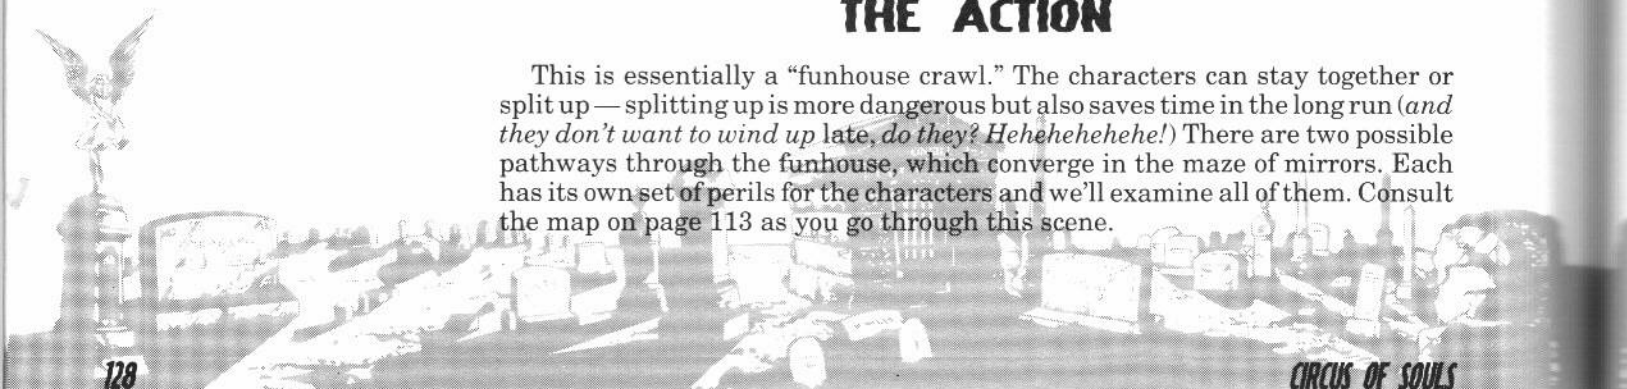 THE ACTION
This is essentially a “funhouse crawl.” The characters can stay together or
split up — splitting up is more dangerous but also saves time in the long run (and
they don’t want to wind up late, do they? Hehehehehehe!) There are two possible
pathways through the funhouse, which converge in the maze of mirrors. Each
has its own set of perils for the characters and we’ll examine all of them. Consult
the map on page 113 as you go through this scene.
128
CIRCUS OF SOULS